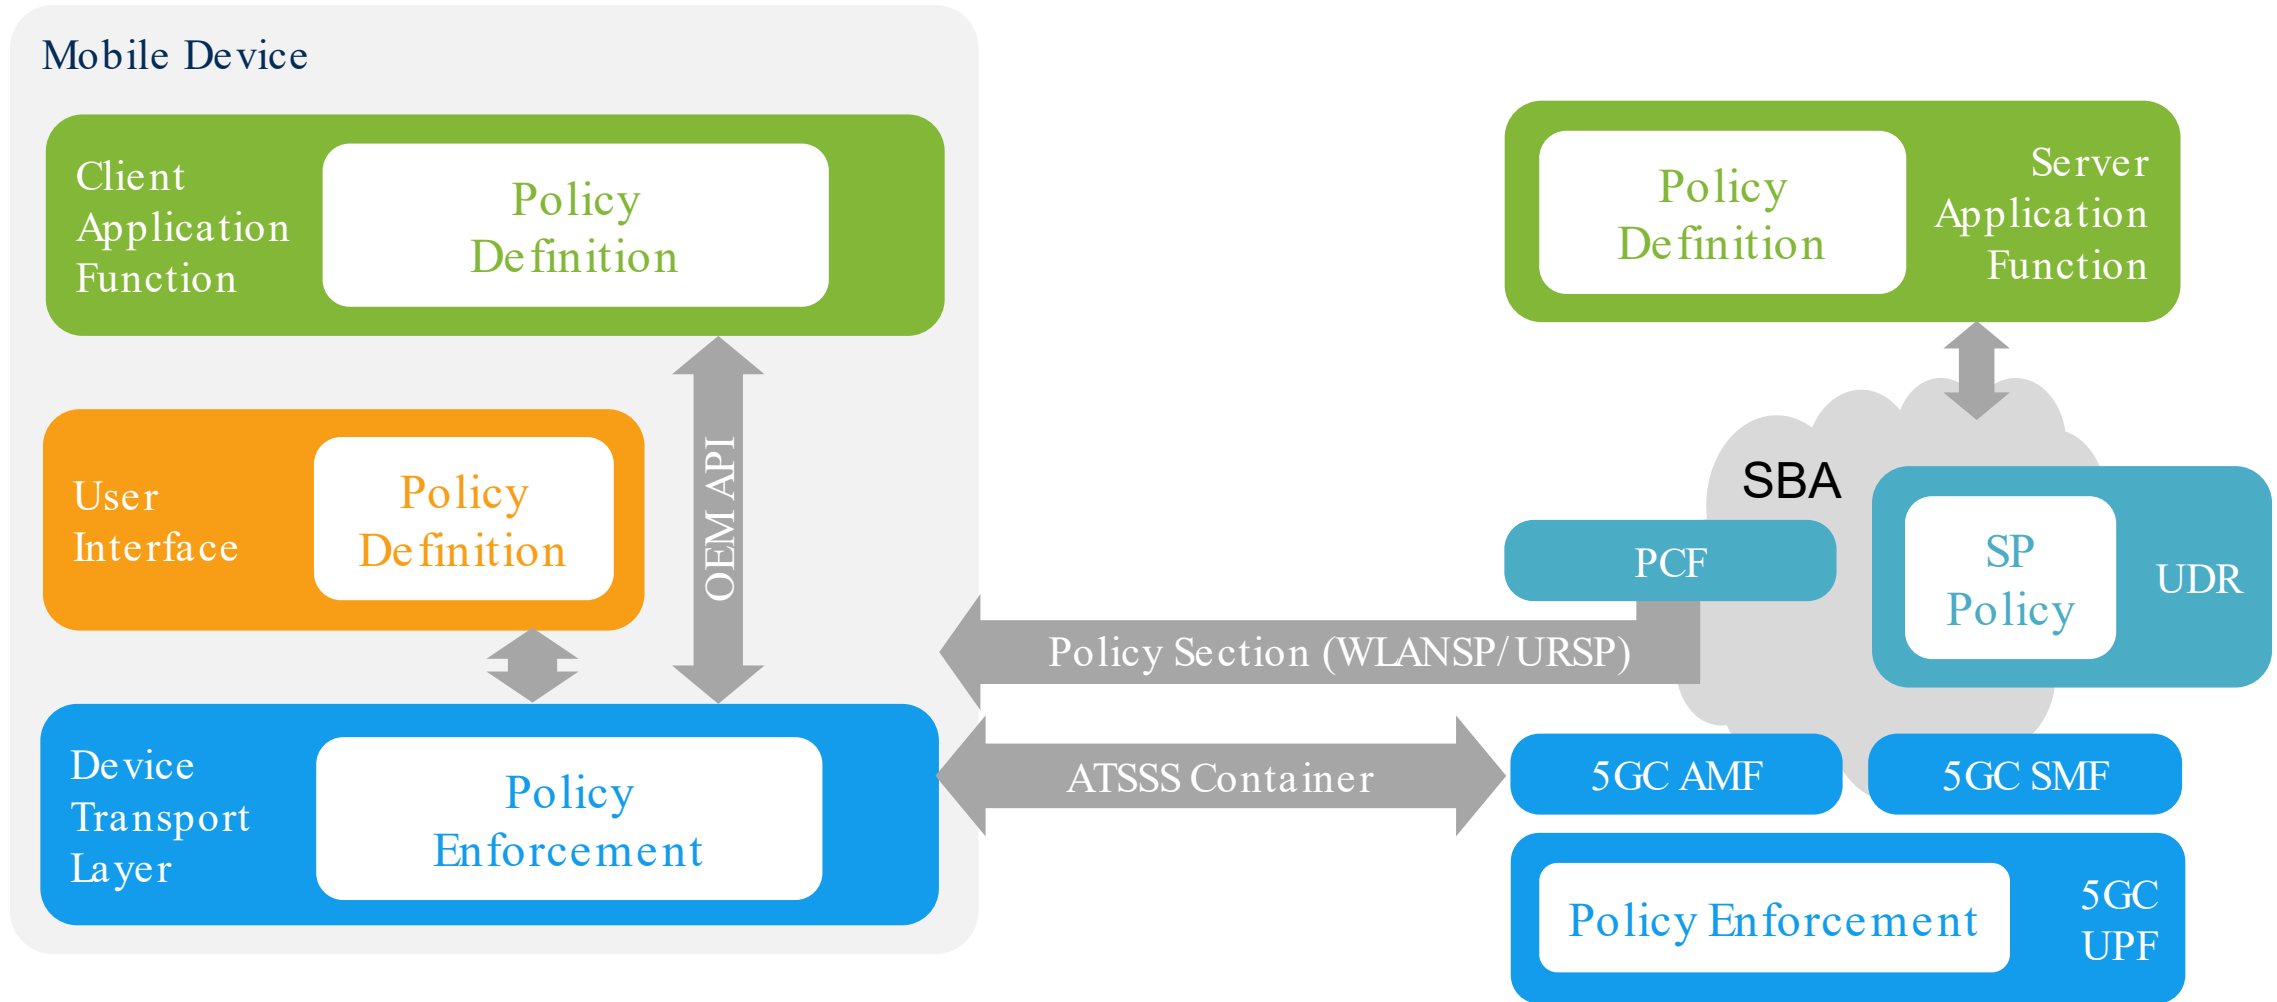 Mobile Device
Client
Application
Function
Policy
Definition
User
Interface
Policy
Definition
OEM API
Device
Transport
Layer
Policy
Enforcement
Policy Section (WLANSP/URSP)
ATSSS Container
Policy
Definition
Server
Application
Function
SBA
PCF
SP
Policy
UDR
5GC AMF
5GC SMF
Policy Enforcement
5GC
UPF